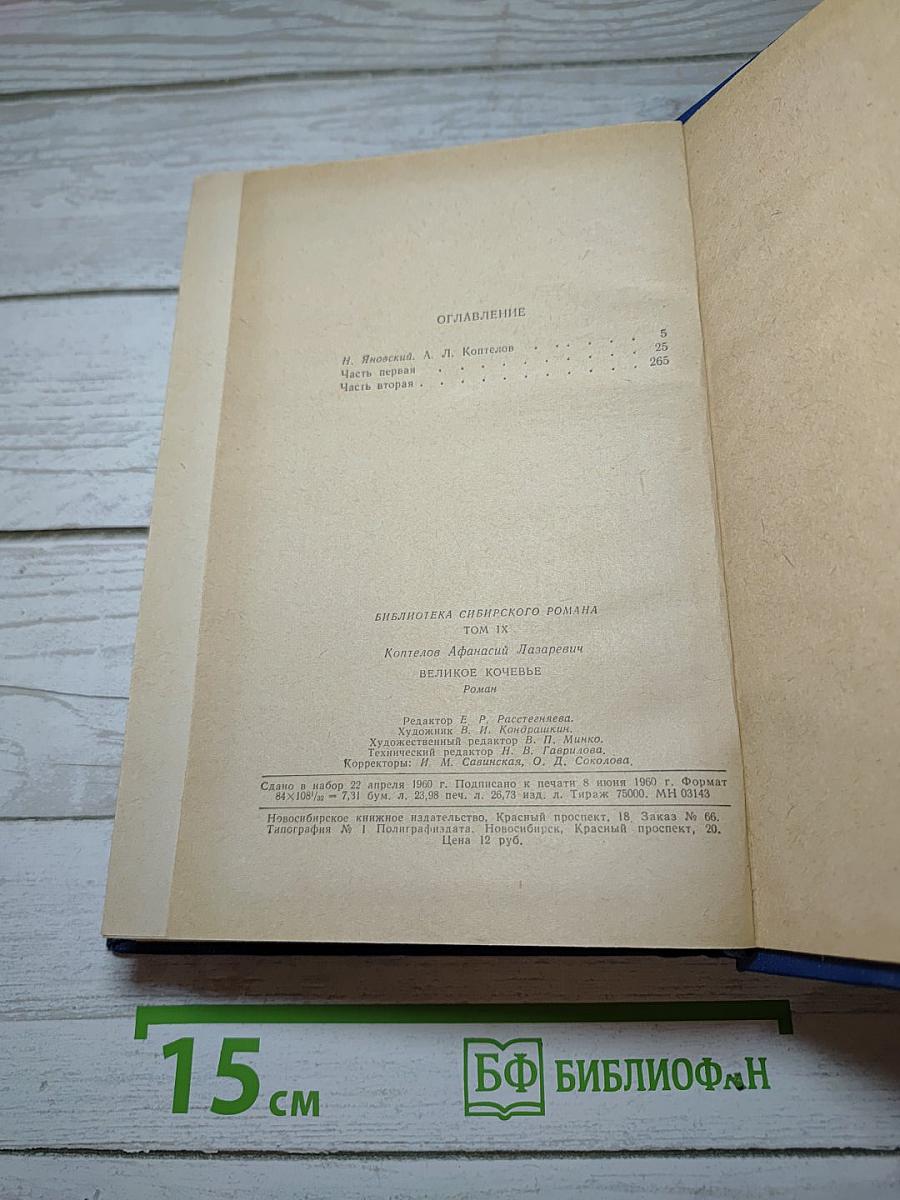 ОГЛАВЛЕНИЕ
Н. Яновский. А. Л. Коптелов . . . . . . 5
Часть первая . . . . . . . . . 25
Часть вторая . . . . . . . . . . 265
БИБЛИОТЕКА СИБИРСКОГО РОМАНА
ТОМ IX
Коптелов Афанасий Лазаревич
ВЕЛИКОЕ КОЧЕВЬЕ
Роман
Редактор Е. Р. Расстегняева.
Художник В. И. Кондрашкин.
Художественный редактор В. П. Минко.
Технический редактор Н. В. Гаврилова.
Корректоры: И. М. Савинская, О. Д. Соколова.
Сдано в набор 22 апреля 1960 г. Подписано к печати 8 июня 1960 г. Формат
84×108¹/₃₂ = 7,31 бум. л. 23,98 печ. л. 26,73 изд. л. Тираж 75000. МН 03143
Новосибирское книжное издательство, Красный проспект, 18. Заказ № 66.
Типография № 1 Полиграфиздата. Новосибирск, Красный проспект, 20.
Цена 12 руб.
15 см
БФ БИБЛИОФАН